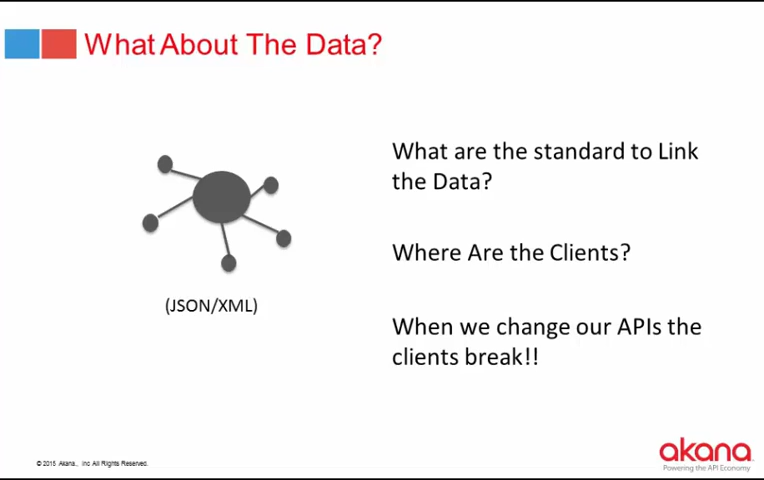 What About The Data?
What are the standard to Link
the Data?
Where Are the Clients?
(JSON/XML)
When we change our APIs the
clients break!!
© 2015 Akana., Inc All Rights Reserved.
akana
Powering the API Economy